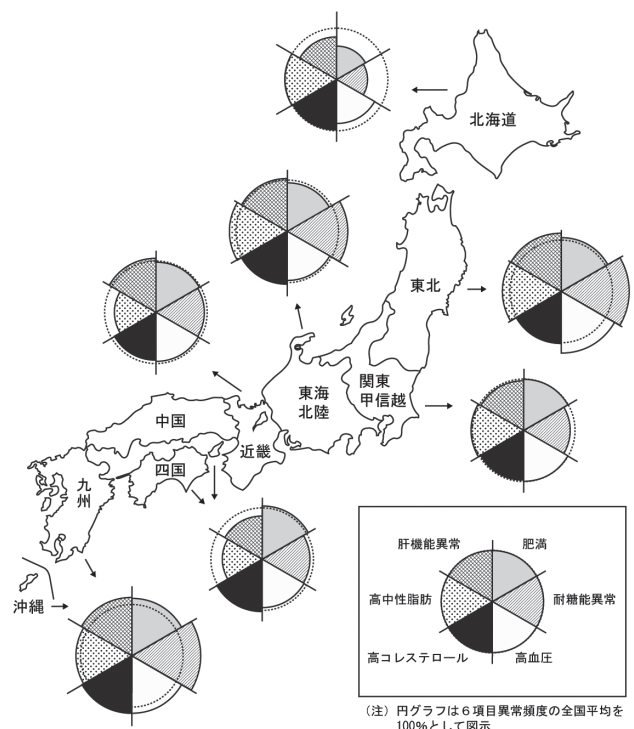 北海道
東北
関東
甲信越
東海
北陸
中国
近畿
四国
九
州
沖縄
肝機能異常
肥満
高中性脂肪
耐糖能異常
高コレステロール
高血圧
（注） 円グラフは６項目異常頻度の全国平均を
100％として図示